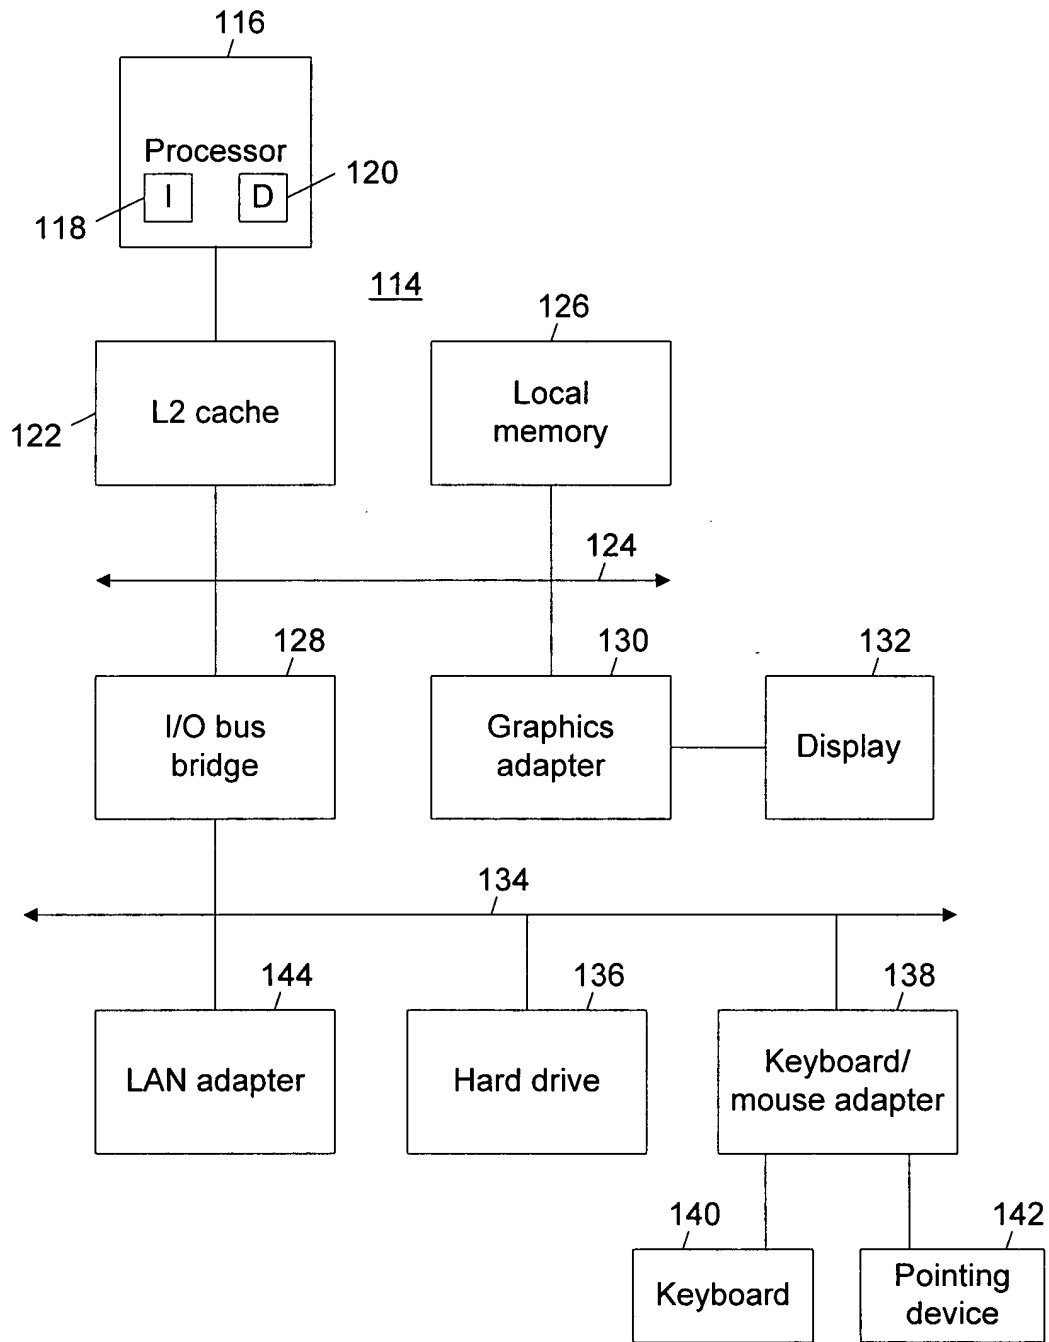 116
Processor
I
D
120
118
114
126
L2 cache
Local
memory
122
124
128
130
132
I/O bus
bridge
Graphics
adapter
Display
134
144
136
138
LAN adapter
Hard drive
Keyboard/
mouse adapter
140
142
Keyboard
Pointing
device